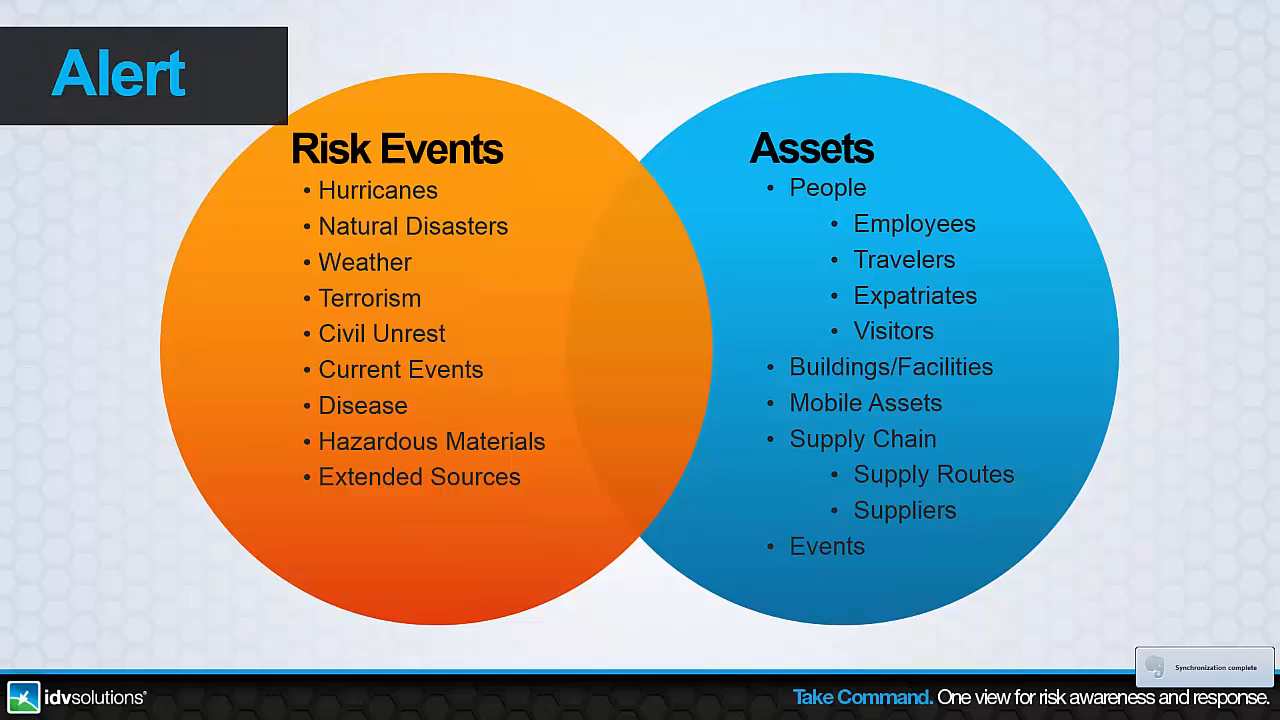 Alert
Risk Events
• Hurricanes
• Natural Disasters
• Weather
• Terrorism
• Civil Unrest
• Current Events
• Disease
• Hazardous Materials
• Extended Sources
Assets
• People
• Employees
• Travelers
• Expatriates
• Visitors
• Buildings/Facilities
• Mobile Assets
• Supply Chain
• Supply Routes
• Suppliers
• Events
Synchronization complete
idvsolutions®
Take Command. One view for risk awareness and response.